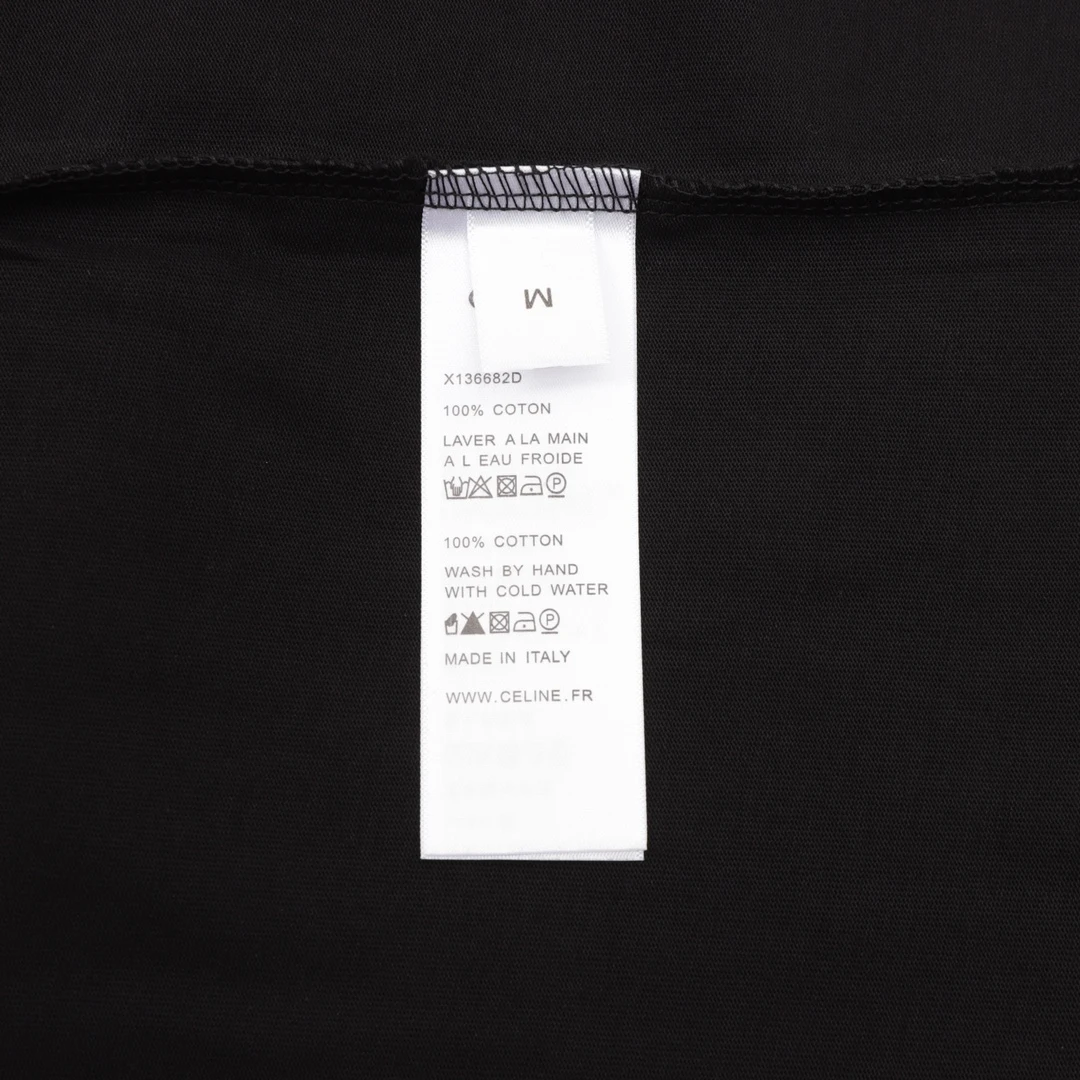 M
X136682D
100% COTON
LAVER A LA MAIN
A L EAU FROIDE
P
100% COTTON
WASH BY HAND
WITH COLD WATER
P
MADE IN ITALY
WWW.CELINE.FR